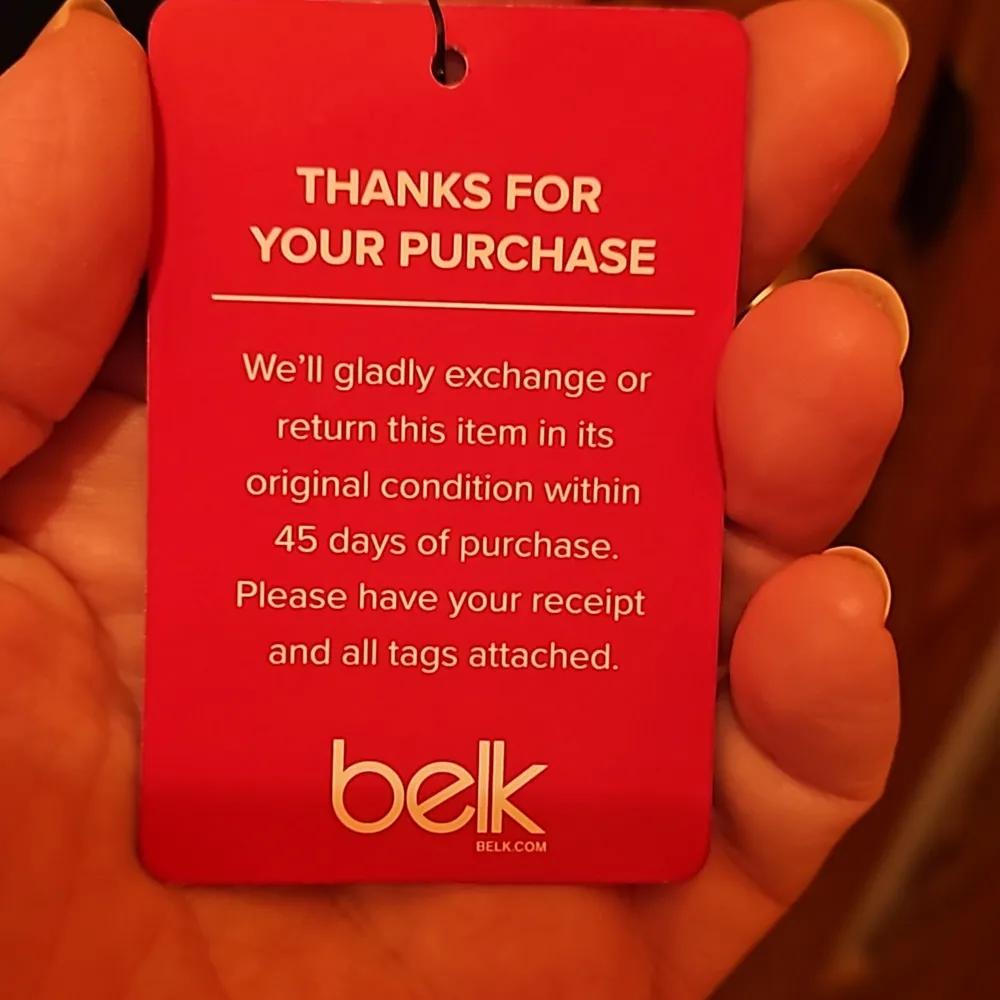 THANKS FOR
YOUR PURCHASE
We'll gladly exchange or
return this item in its
original condition within
45 days of purchase.
Please have your receipt
and all tags attached.
belk
BELK.COM